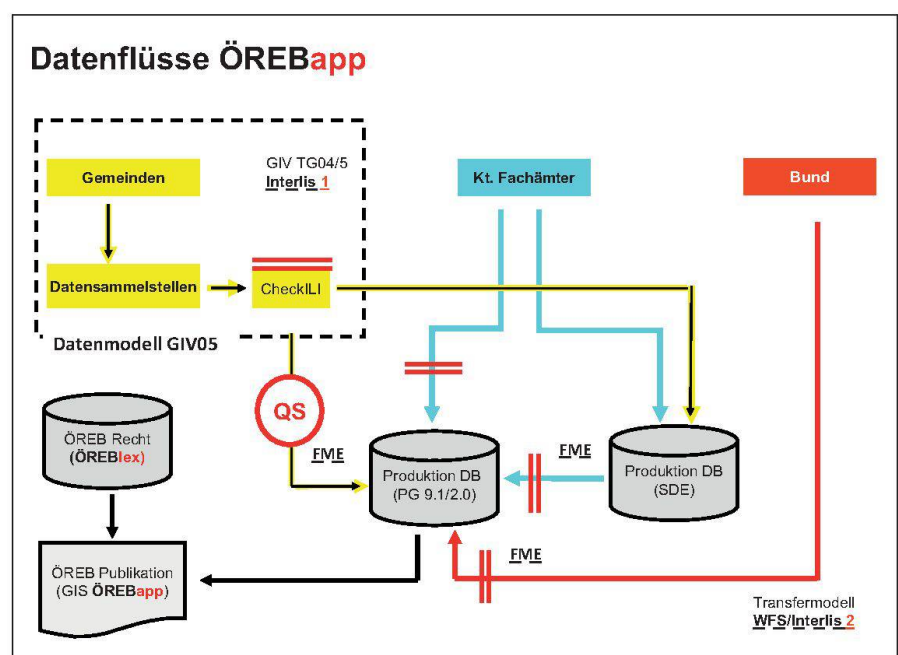 Datenflüsse ÖREBapp
GIV TG04/5
Interlis 1
Gemeinden
Kt. Fachämter
Bund
Datensammelstellen
CheckILI
Datenmodell GIV05
QS
ÖREB Recht
(ÖREBlex)
FME
Produktion DB
(PG 9.1/2.0)
FME
Produktion DB
(SDE)
FME
ÖREB Publikation
(GIS ÖREBapp)
Transfermodell
WFS/Interlis 2